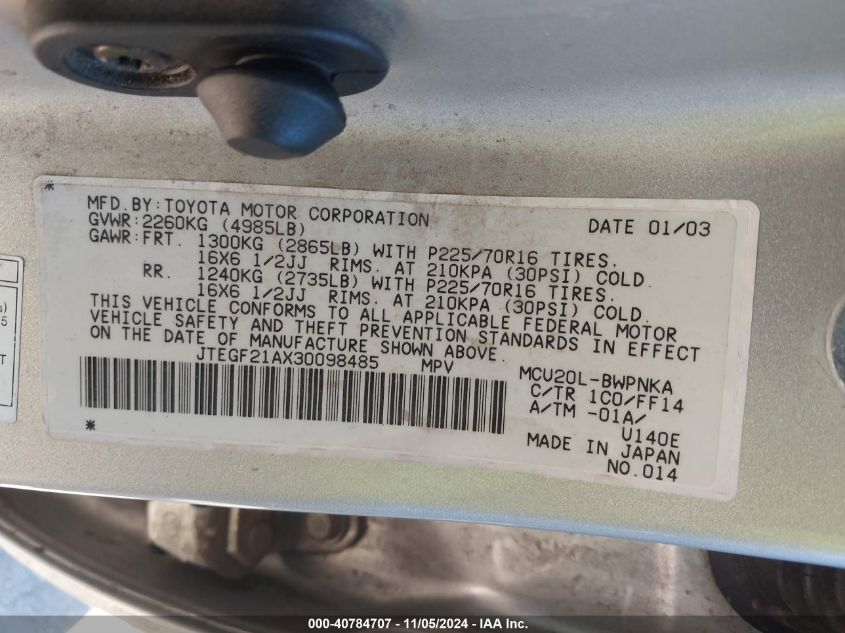 MFD. BY: TOYOTA MOTOR CORPORATION DATE 01/03
GVWR: 2260KG (4985LB)
GAWR: FRT. 1300KG (2865LB) WITH P225/70R16 TIRES.
16X6 1/2JJ RIMS. AT 210KPA (30PSI) COLD.
RR. 1240KG (2735LB) WITH P225/70R16 TIRES.
16X6 1/2JJ RIMS. AT 210KPA (30PSI) COLD.
THIS VEHICLE CONFORMS TO ALL APPLICABLE FEDERAL MOTOR
VEHICLE SAFETY AND THEFT PREVENTION STANDARDS IN EFFECT
ON THE DATE OF MANUFACTURE SHOWN ABOVE.
JTEGF21AX30098485 MPV
MCU20L-BWPNKA
C/TR 1C0/FF14
A/TM -01A/
U140E
MADE IN JAPAN
NO.014
000-40784707 - 11/05/2024 - IAA Inc.